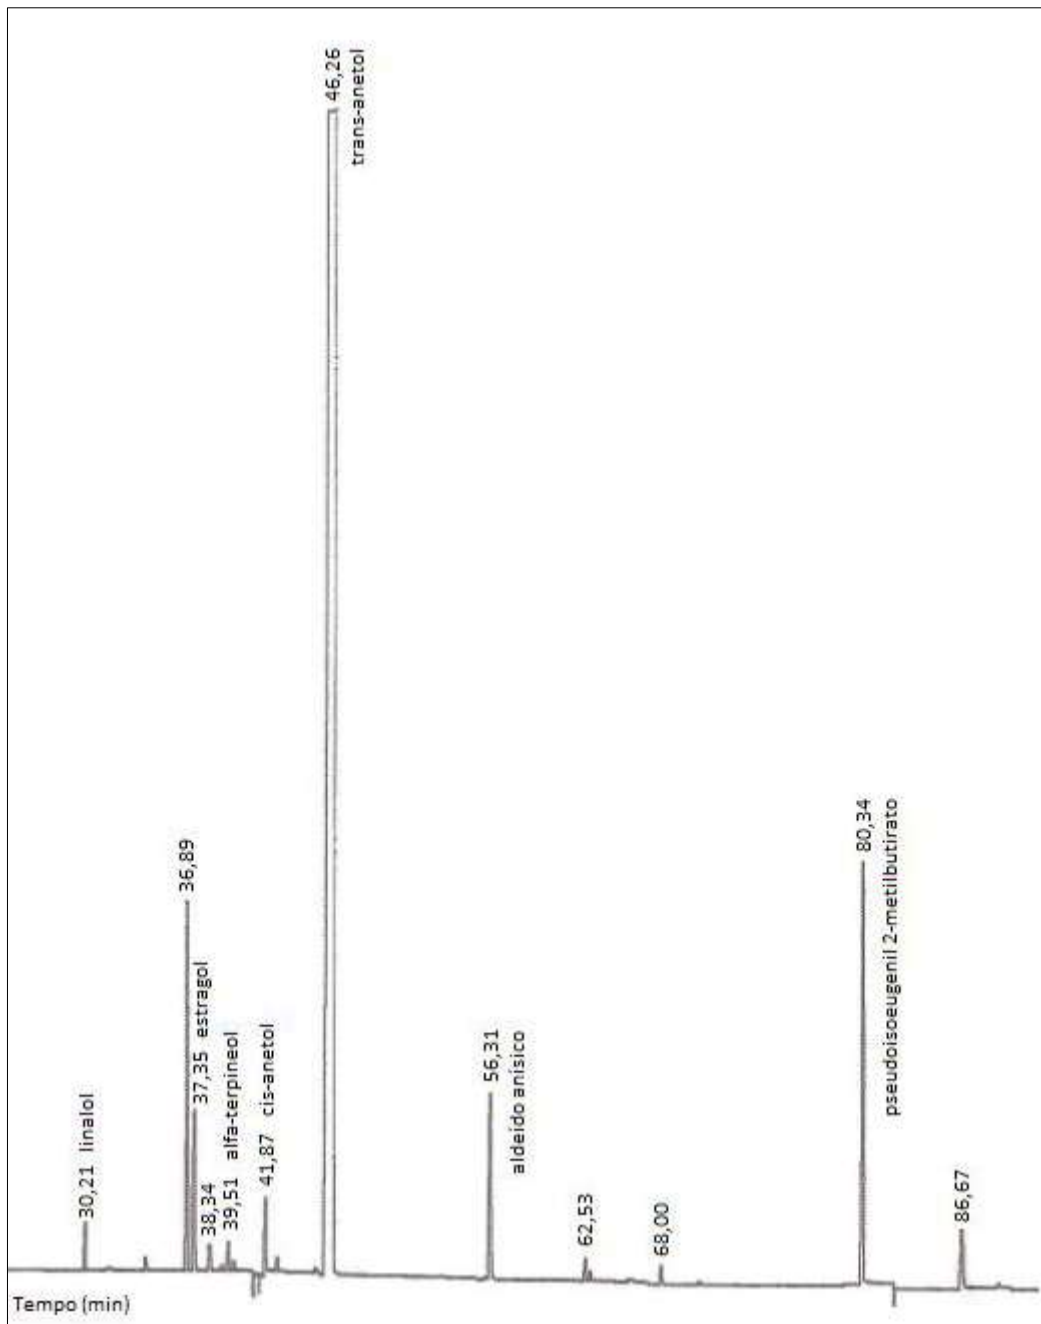 30,21 linalol
36,89
37,35 estragol
38,34
39,51 alfa-terpineol
41,87 cis-anetol
46,26
trans-anetol
56,31
aldeido anísico
62,53
68,00
80,34
pseudoisoeugenil 2-metilbutirato
86,67
Tempo (min)